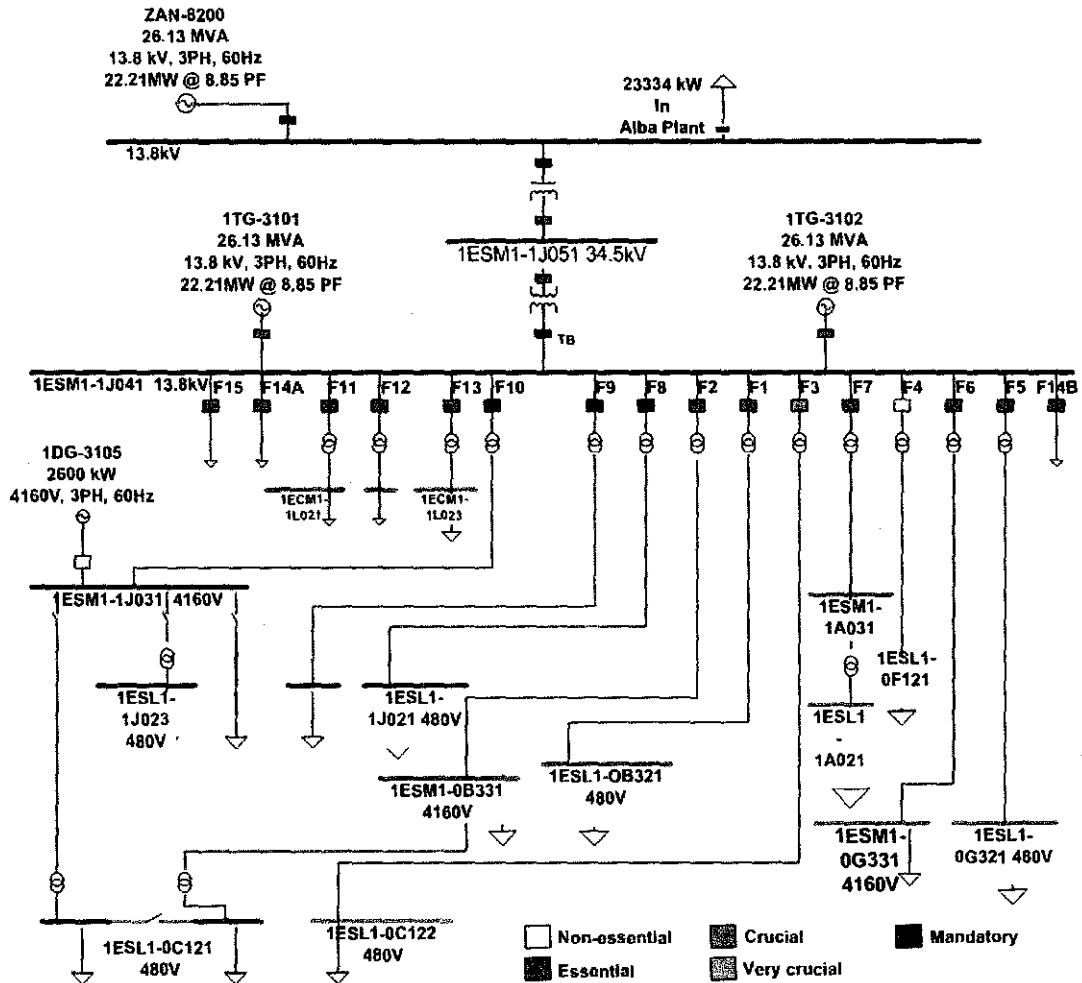 ZAN-8200
26.13 MVA
13.8 kV, 3PH, 60Hz
22.21MW @ 8.85 PF
23334 kW
In
Alba Plant
13.8kV
1TG-3101
26.13 MVA
13.8 kV, 3PH, 60Hz
22.21MW @ 8.85 PF
1ESM1-1J051 34.5kV
1TG-3102
26.13 MVA
13.8 kV, 3PH, 60Hz
22.21MW @ 8.85 PF
TB
1ESM1-1J041 13.8kV
F15
F14A
F11
F12
F13
F10
F9
F8
F2
F1
F3
F7
F4
F6
F5
F14B
1DG-3105
2600 kW
4160V, 3PH, 60Hz
1ECM1-
1L021
1ECM1-
1L023
1ESM1-1J031 4160V
1ESM1-
1A031
1ESL1-
0F121
1ESL1-
1J023
480V
1ESL1-
1J021 480V
1ESL1
-
1A021
1ESM1-0B331
4160V
1ESL1-OB321
480V
1ESM1-
0G331
4160V
1ESL1-
0G321 480V
1ESL1-0C121
480V
1ESL1-0C122
480V
Non-essential
Crucial
Mandatory
Essential
Very crucial